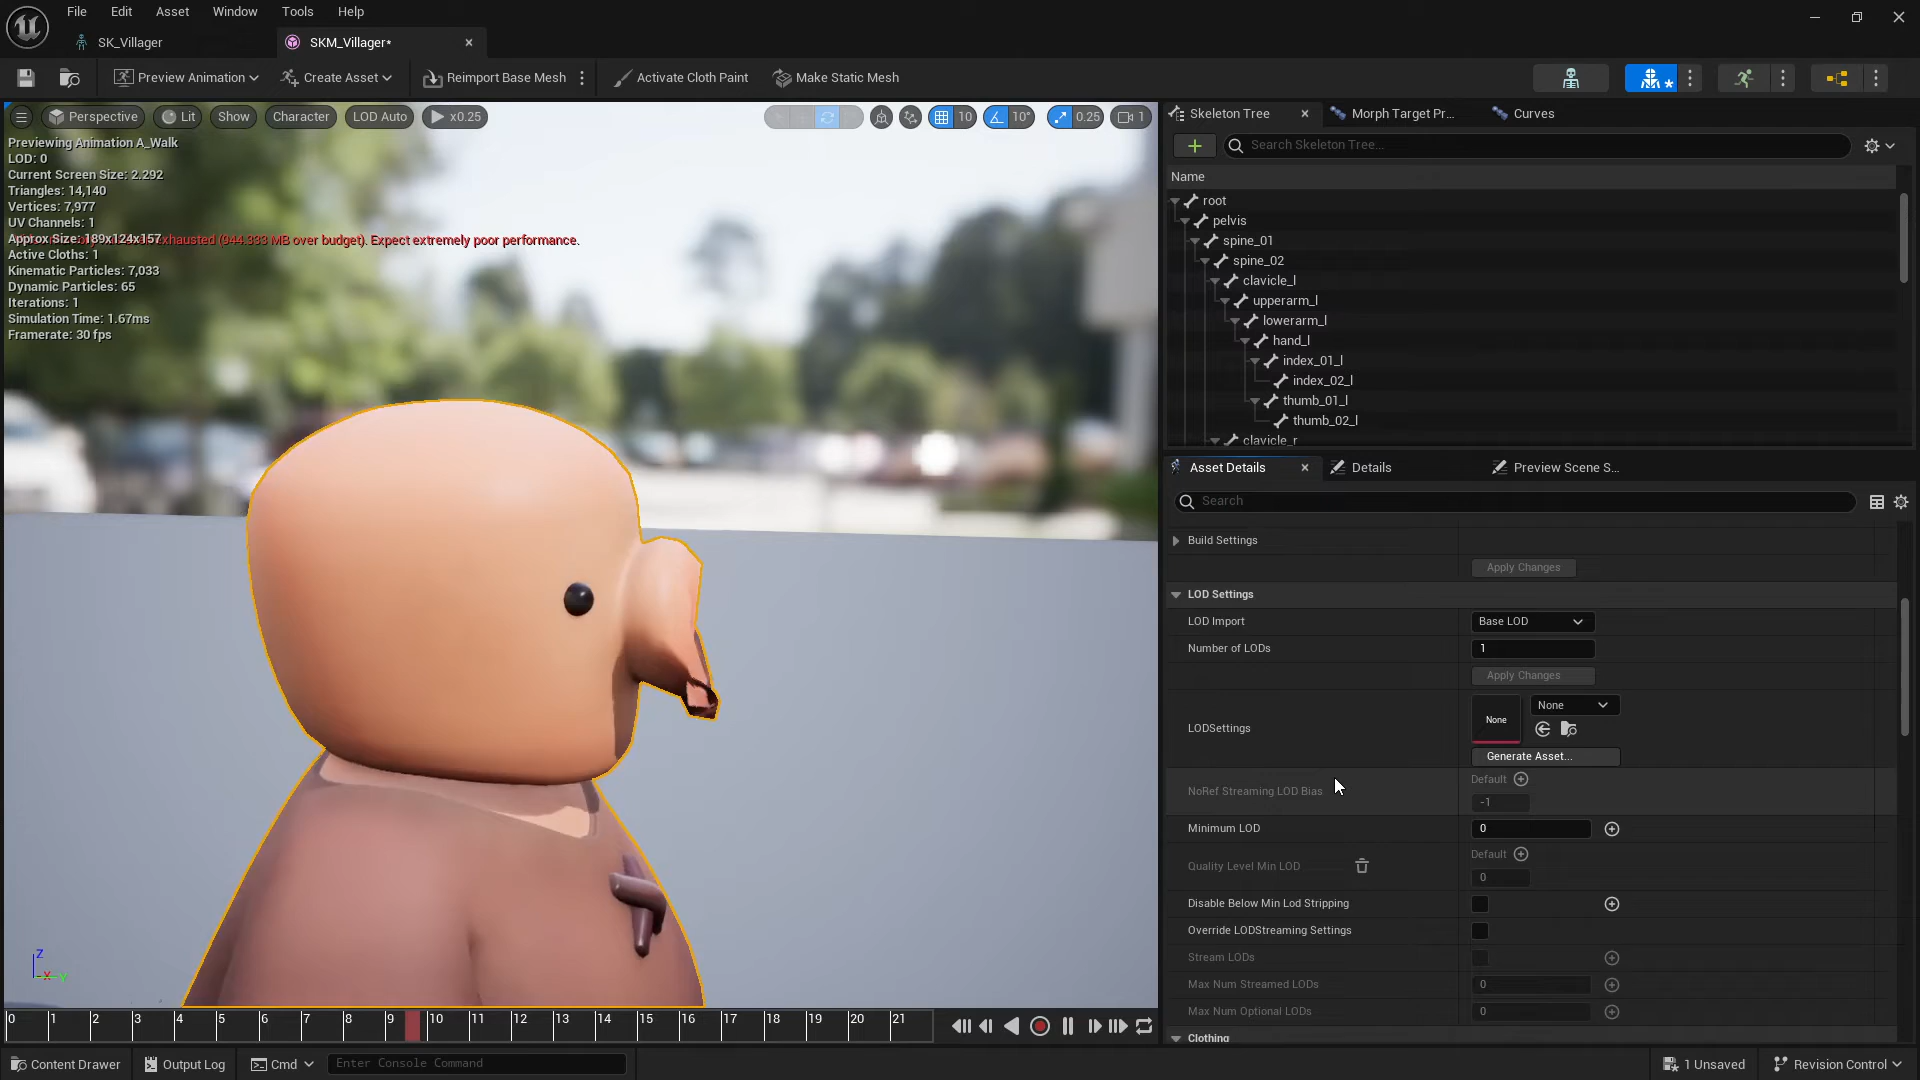 File Edit Asset Window Tools Help
SK_Villager SKM_Villager*
Preview Animation Create Asset Reimport Base Mesh Activate Cloth Paint Make Static Mesh
Perspective Lit Show Character LOD Auto x0.25 10 10° 0.25 1
Previewing Animation A_Walk
LOD: 0
Current Screen Size: 2.292
Triangles: 14,140
Vertices: 7,977
UV Channels: 1
Approx Size: 189x124x157
exhausted (944.333 MB over budget). Expect extremely poor performance.
Active Cloths: 1
Kinematic Particles: 7,033
Dynamic Particles: 65
Iterations: 1
Simulation Time: 1.67ms
Framerate: 30 fps
Z
X Y
0 1 2 3 4 5 6 7 8 9 10 11 12 13 14 15 16 17 18 19 20 21
Skeleton Tree Morph Target Pr... Curves
Search Skeleton Tree...
Name
root
pelvis
spine_01
spine_02
clavicle_l
upperarm_l
lowerarm_l
hand_l
index_01_l
index_02_l
thumb_01_l
thumb_02_l
clavicle_r
Asset Details Details Preview Scene S...
Search
Build Settings
Apply Changes
LOD Settings
LOD Import Base LOD
Number of LODs 1
Apply Changes
LODSettings None None
Generate Asset...
NoRef Streaming LOD Bias Default
-1
Minimum LOD 0
Quality Level Min LOD Default
0
Disable Below Min Lod Stripping
Override LODStreaming Settings
Stream LODs
Max Num Streamed LODs 0
Max Num Optional LODs 0
Clothing
Content Drawer Output Log Cmd Enter Console Command 1 Unsaved Revision Control